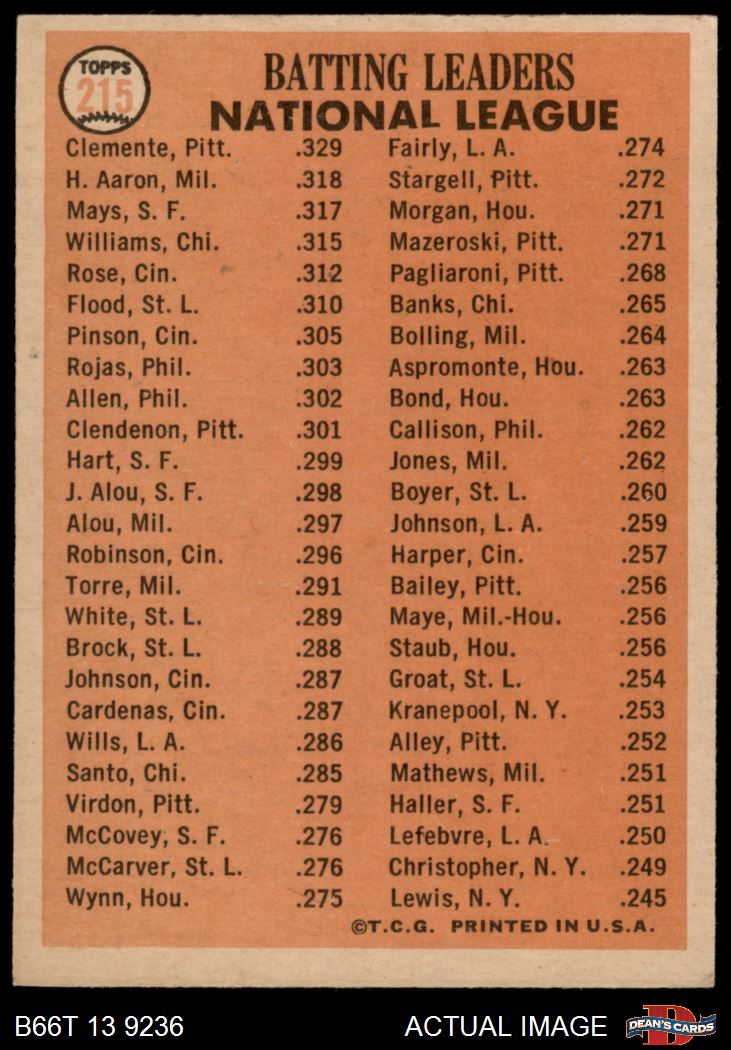 TOPPS
215
BATTING LEADERS
NATIONAL LEAGUE
Clemente, Pitt. .329
H. Aaron, Mil. .318
Mays, S. F. .317
Williams, Chi. .315
Rose, Cin. .312
Flood, St. L. .310
Pinson, Cin. .305
Rojas, Phil. .303
Allen, Phil. .302
Clendenon, Pitt. .301
Hart, S. F. .299
J. Alou, S. F. .298
Alou, Mil. .297
Robinson, Cin. .296
Torre, Mil. .291
White, St. L. .289
Brock, St. L. .288
Johnson, Cin. .287
Cardenas, Cin. .287
Wills, L. A. .286
Santo, Chi. .285
Virdon, Pitt. .279
McCovey, S. F. .276
McCarver, St. L. .276
Wynn, Hou. .275
Fairly, L. A. .274
Stargell, Pitt. .272
Morgan, Hou. .271
Mazeroski, Pitt. .271
Pagliaroni, Pitt. .268
Banks, Chi. .265
Bolling, Mil. .264
Aspromonte, Hou. .263
Bond, Hou. .263
Callison, Phil. .262
Jones, Mil. .262
Boyer, St. L. .260
Johnson, L. A. .259
Harper, Cin. .257
Bailey, Pitt. .256
Maye, Mil.-Hou. .256
Staub, Hou. .256
Groat, St. L. .254
Kranepool, N. Y. .253
Alley, Pitt. .252
Mathews, Mil. .251
Haller, S. F. .251
Lefebvre, L. A. .250
Christopher, N. Y. .249
Lewis, N. Y. .245
©T.C.G. PRINTED IN U.S.A.
B66T 13 9236
ACTUAL IMAGE
DEAN'S CARDS